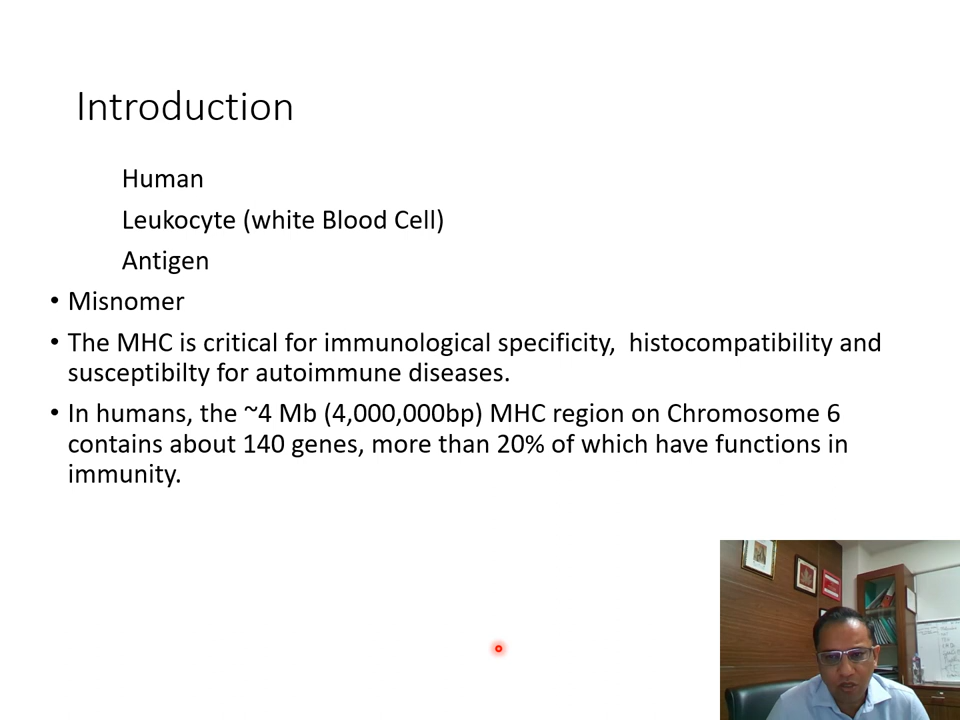 Introduction
Human
Leukocyte (white Blood Cell)
Antigen
• Misnomer
• The MHC is critical for immunological specificity, histocompatibility and
susceptibilty for autoimmune diseases.
• In humans, the ~4 Mb (4,000,000bp) MHC region on Chromosome 6
contains about 140 genes, more than 20% of which have functions in
immunity.